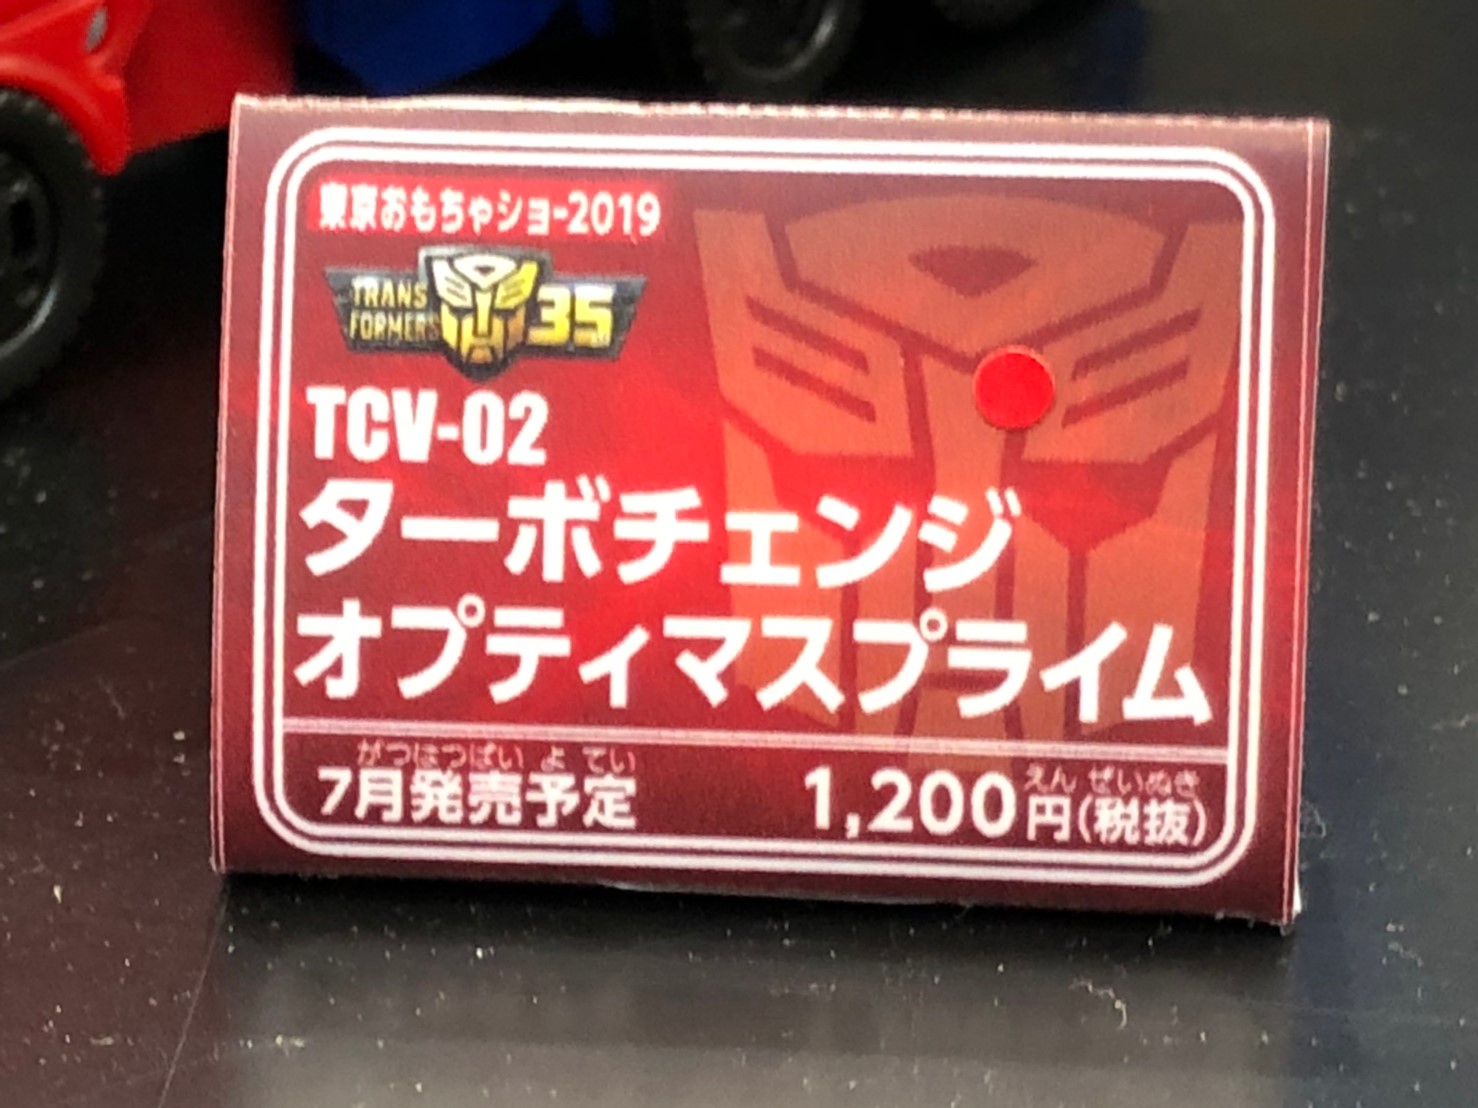 東京おもちゃショー2019
TRANS
FORMERS
35
TCV-02
ターボチェンジ
オプティマスプライム
がつはつばい よ てい
7月発売予定
えん ぜいぬき
1,200円(税抜)